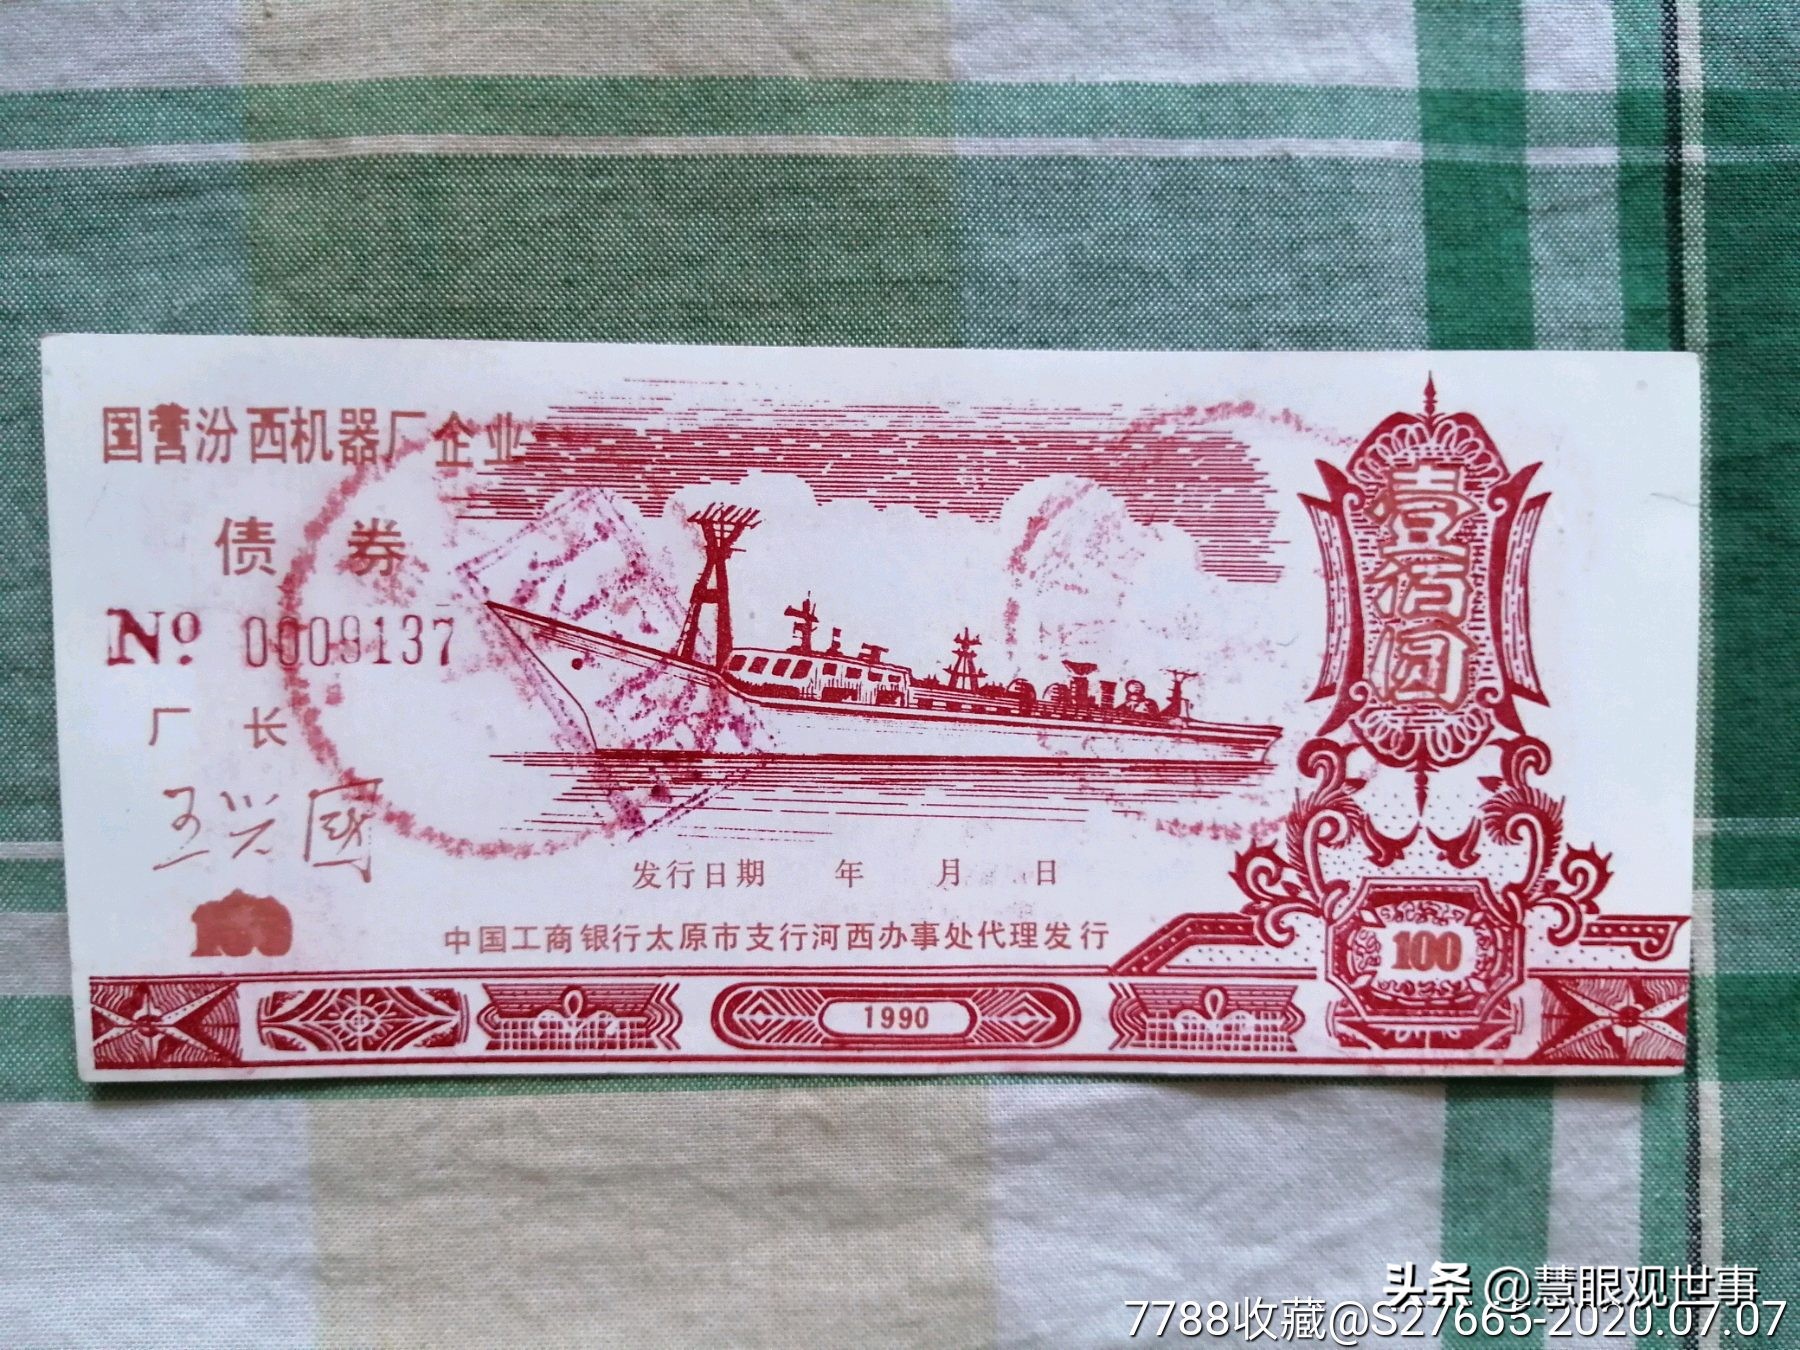 国营汾西机器厂企业
债 券
No 0009137
厂 长
王兴国
100
发行日期 年 月 日
中国工商银行太原市支行河西办事处代理发行
1990
壹佰圆
100
头条 @慧眼观世事
7788收藏@S27665-2020.07.07